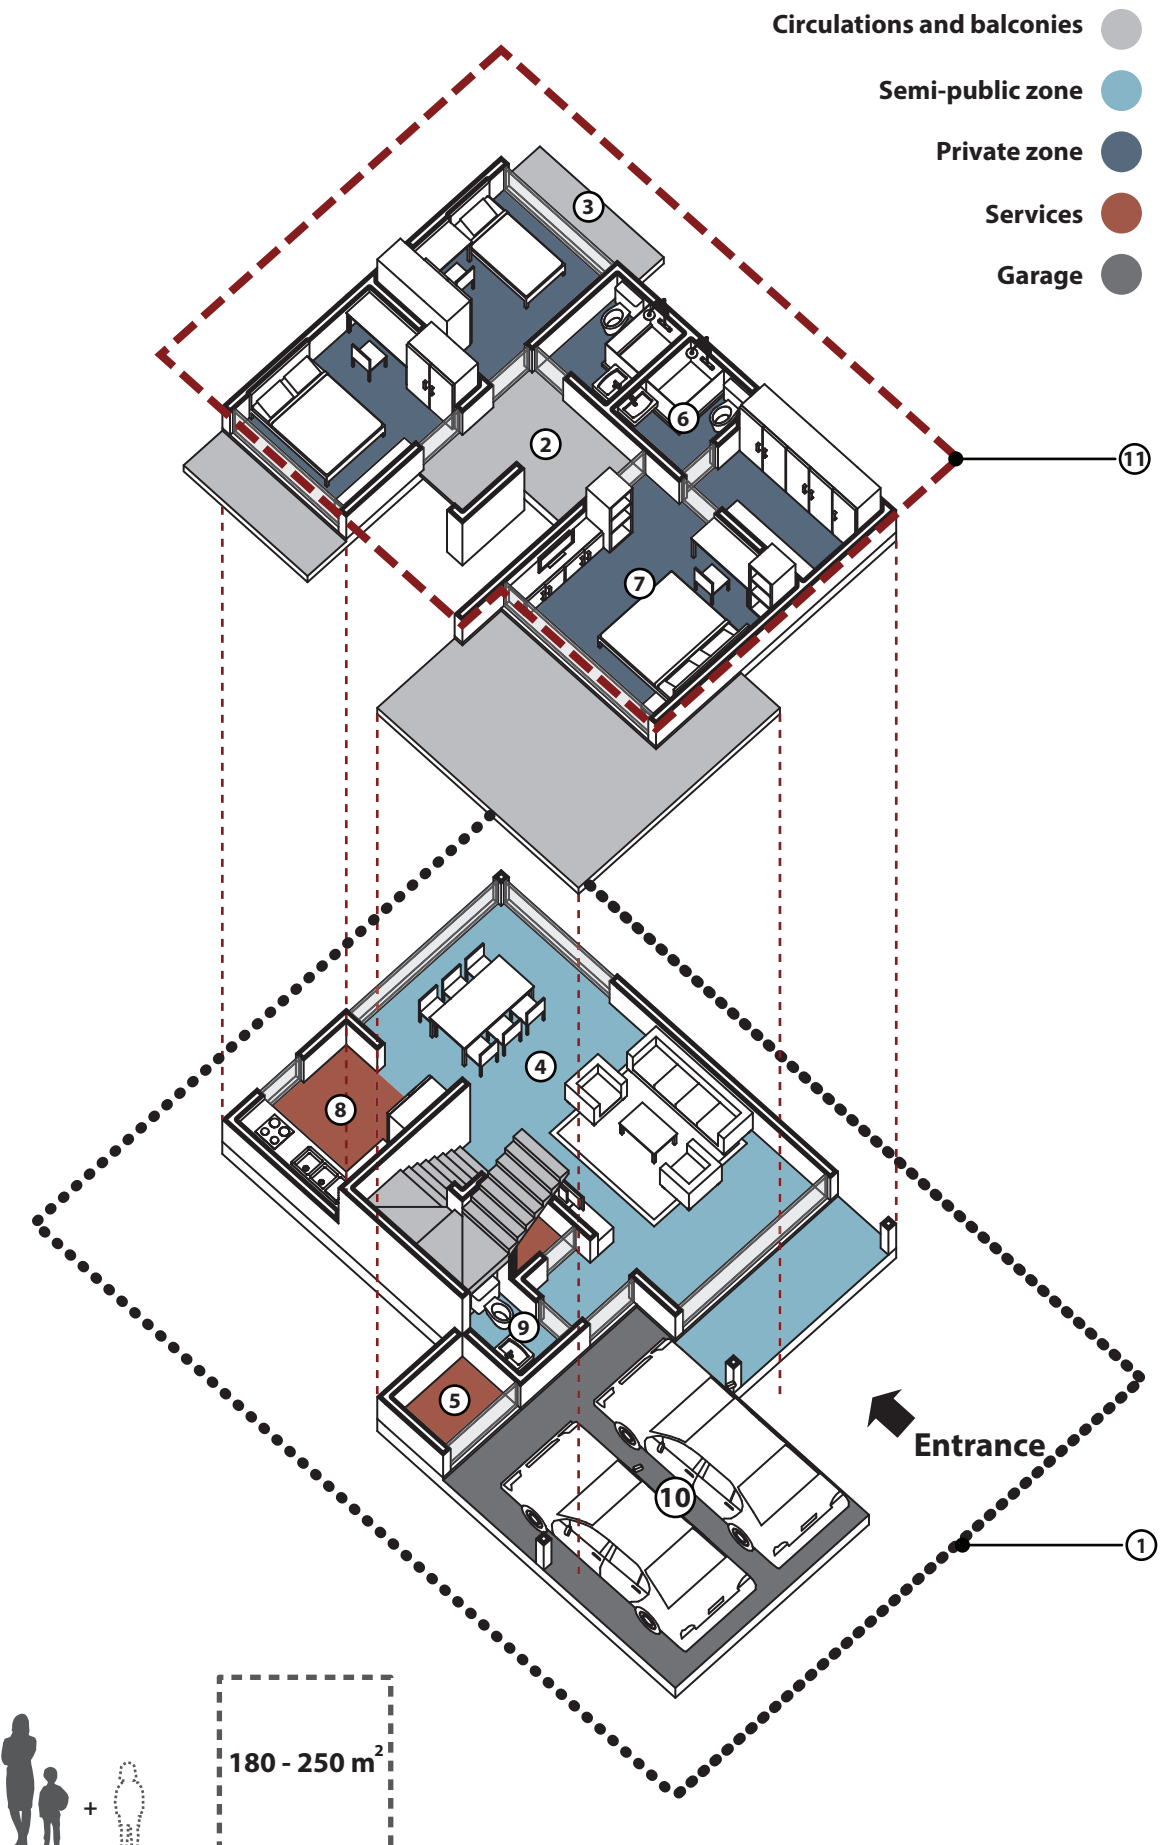 Circulations and balconies
Semi-public zone
Private zone
Services
Garage
3
2
6
11
7
4
8
9
5
Entrance
10
1
180 - 250 m²
+